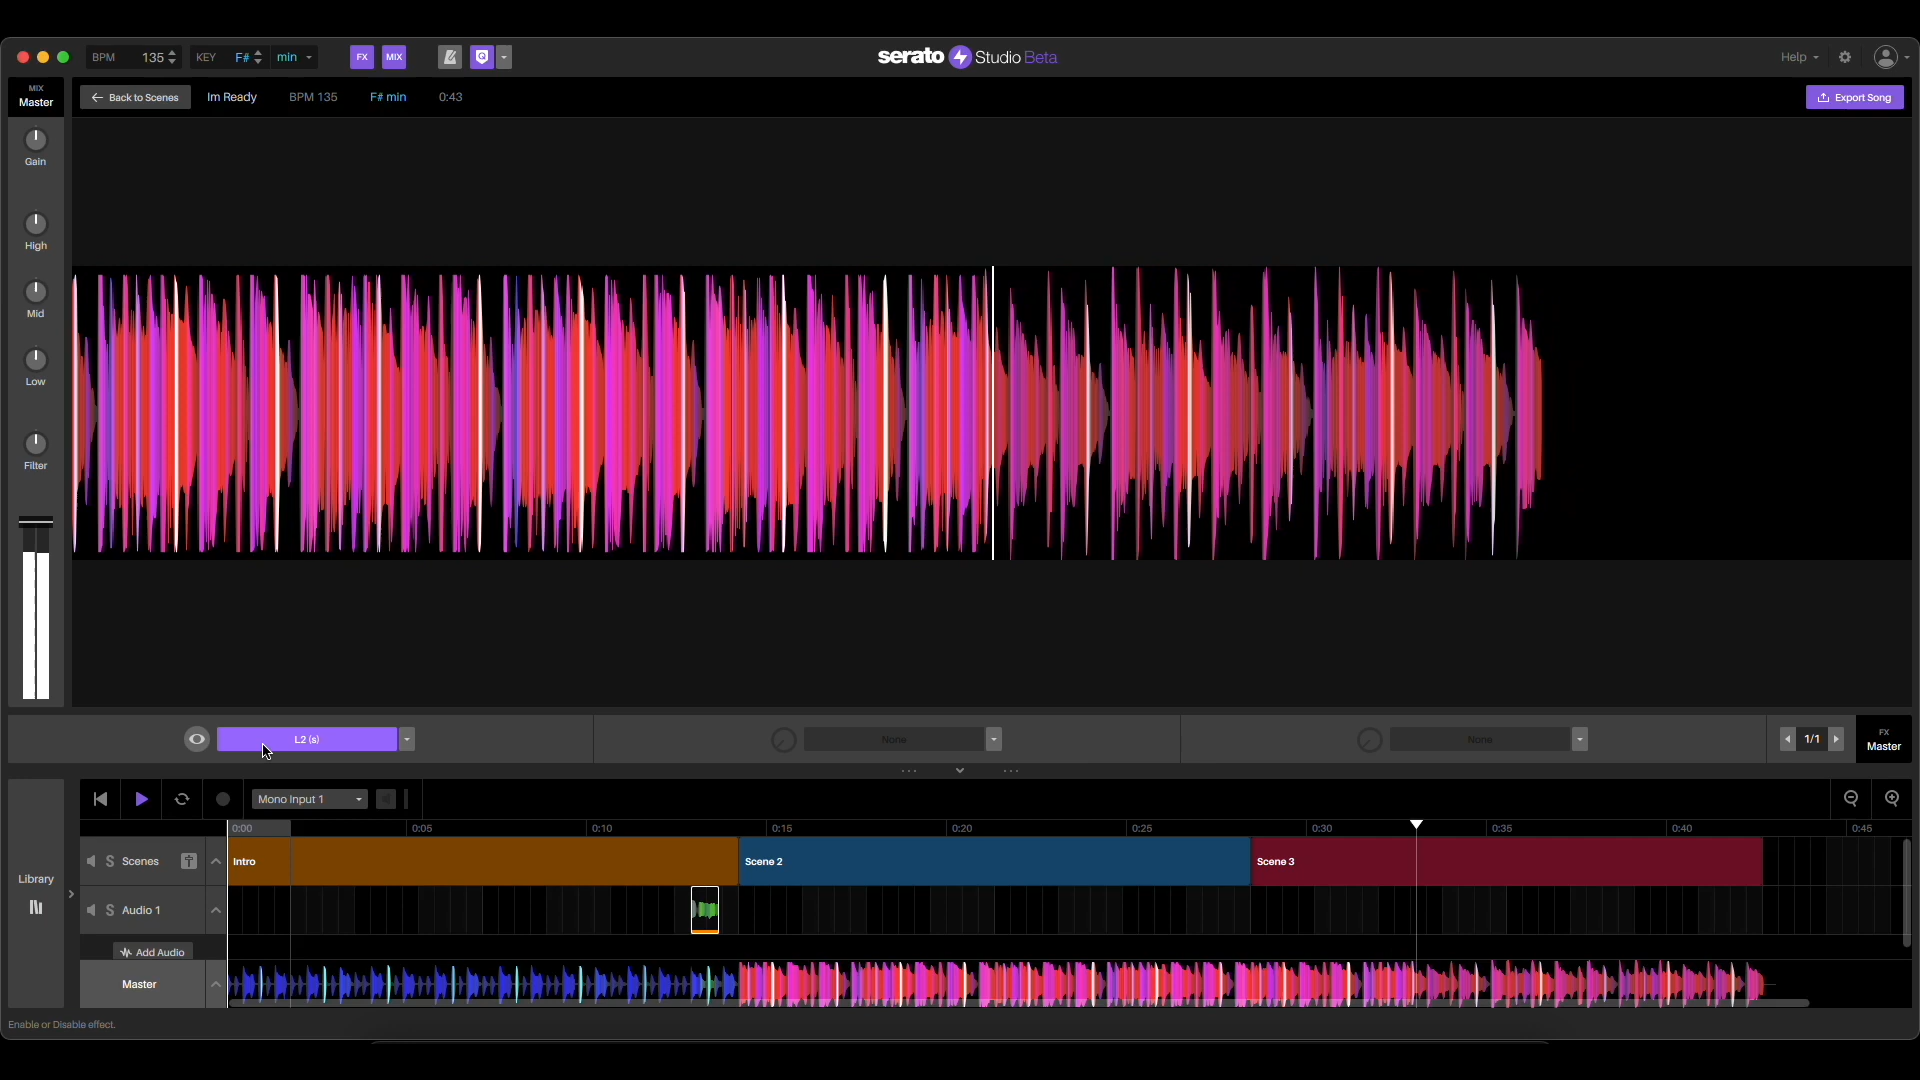 BPM 135 KEY F# min FX MIX serato Studio Beta Help
MIX
Master
Back to Scenes Im Ready BPM 135 F# min 0:43 Export Song
Gain
High
Mid
Low
Filter
L2 (s) None None 1/1
FX
Master
Mono Input 1
0:00 0:05 0:10 0:15 0:20 0:25 0:30 0:35 0:40 0:45
S Scenes Intro Scene 2 Scene 3
Library
S Audio 1
Add Audio
Master
Enable or Disable effect.